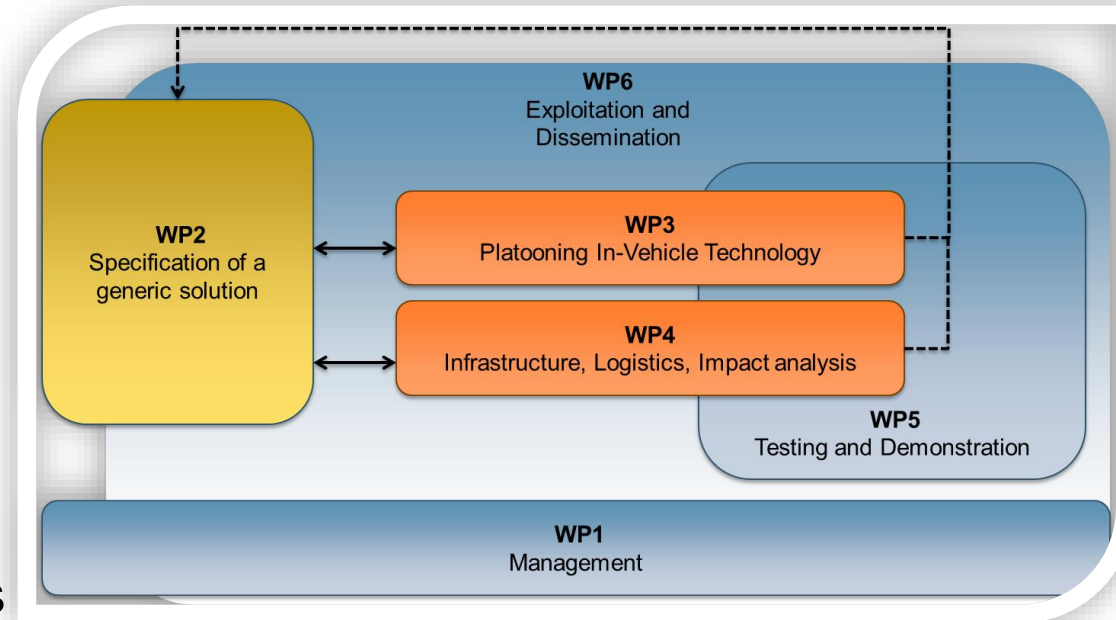 WP6
Exploitation and
Dissemination
WP2
Specification of a
generic solution
WP3
Platooning In-Vehicle Technology
WP4
Infrastructure, Logistics, Impact analysis
WP5
Testing and Demonstration
WP1
Management
s